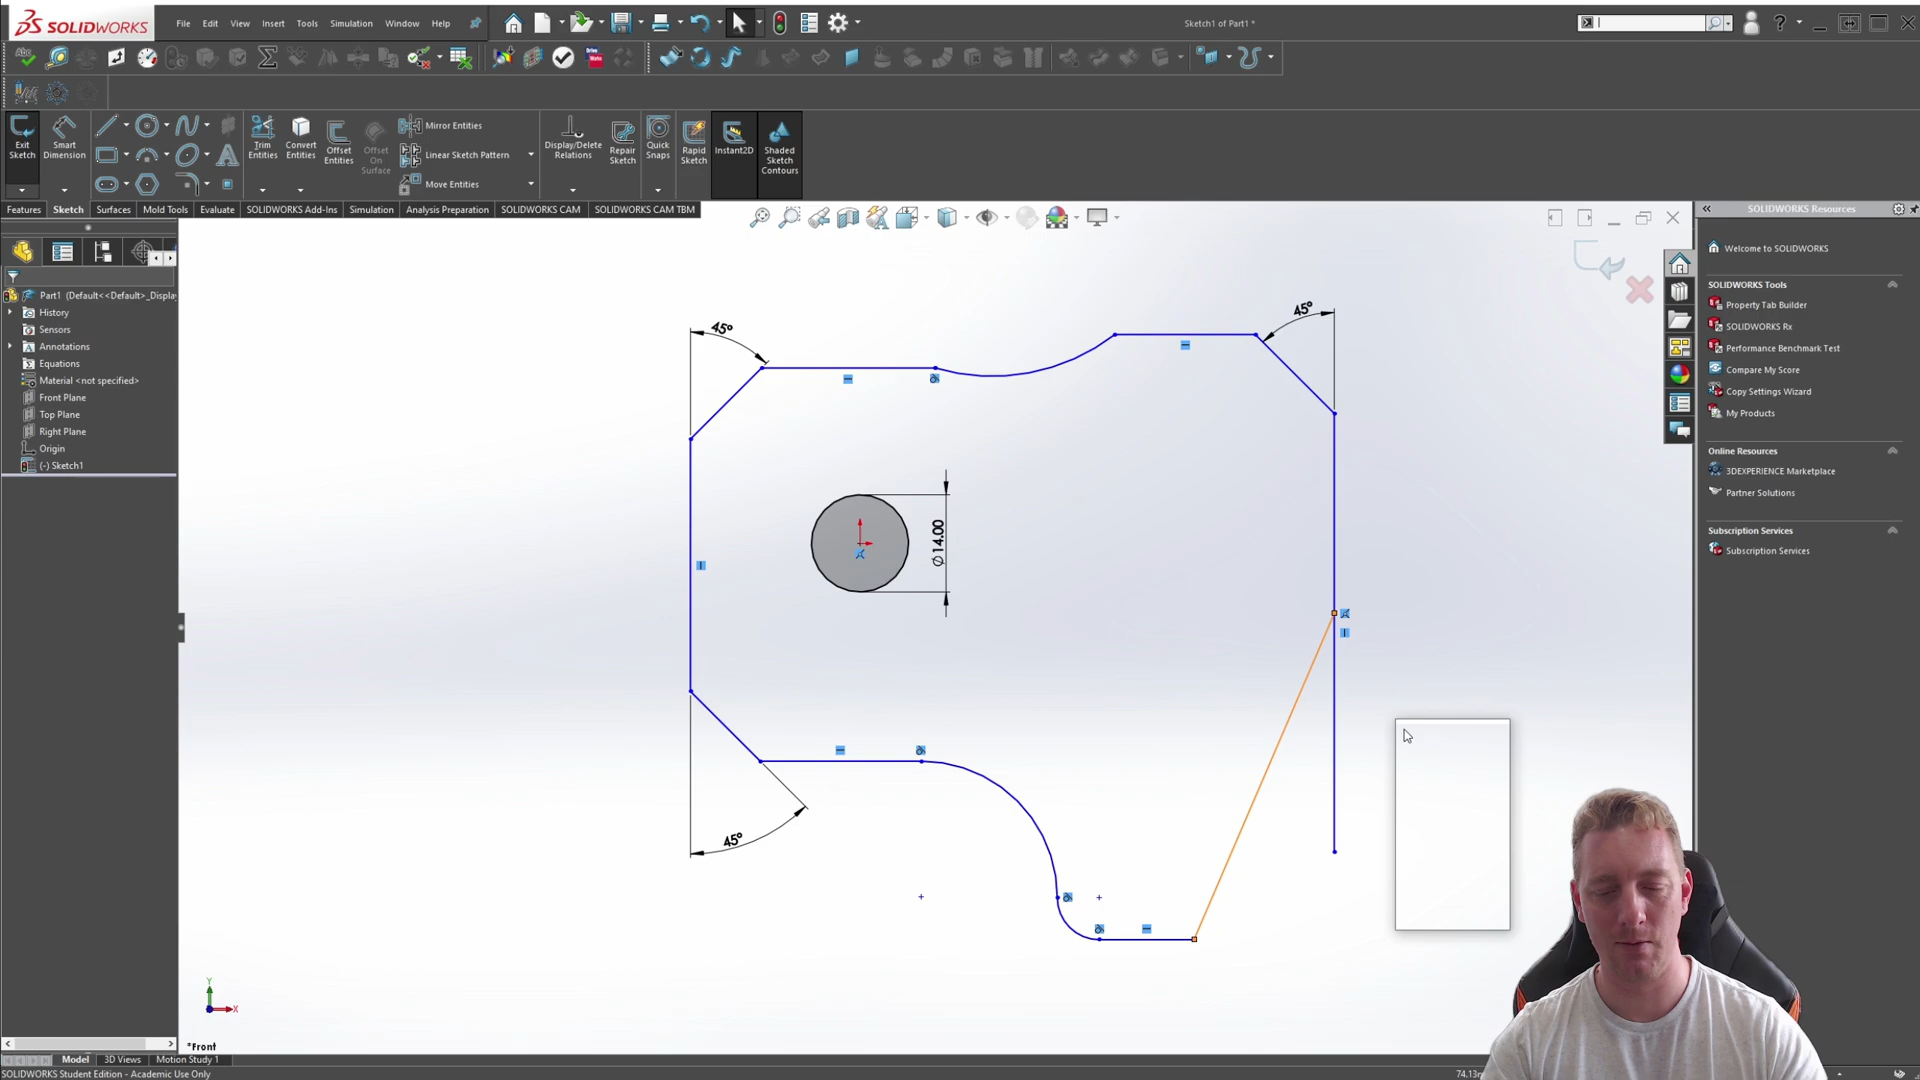 SOLIDWORKS File Edit View Insert Tools Simulation Window Help
Sketch1 of Part1 *
Exit Sketch
Smart Dimension
Trim Entities
Convert Entities
Offset Entities
Offset On Surface
Mirror Entities
Linear Sketch Pattern
Move Entities
Display/Delete Relations
Repair Sketch
Quick Snaps
Rapid Sketch
Instant2D
Shaded Sketch Contours
Features Sketch Surfaces Mold Tools Evaluate SOLIDWORKS Add-Ins Simulation Analysis Preparation SOLIDWORKS CAM SOLIDWORKS CAM TBM
Part1 (Default<<Default>_Displa
History
Sensors
Annotations
Equations
Material <not specified>
Front Plane
Top Plane
Right Plane
Origin
(-) Sketch1
45°
45°
Ø14.00
45°
Y
X
*Front
SOLIDWORKS Resources
Welcome to SOLIDWORKS
SOLIDWORKS Tools
Property Tab Builder
SOLIDWORKS Rx
Performance Benchmark Test
Compare My Score
Copy Settings Wizard
My Products
Online Resources
3DEXPERIENCE Marketplace
Partner Solutions
Subscription Services
Subscription Services
Model 3D Views Motion Study 1
SOLIDWORKS Student Edition - Academic Use Only